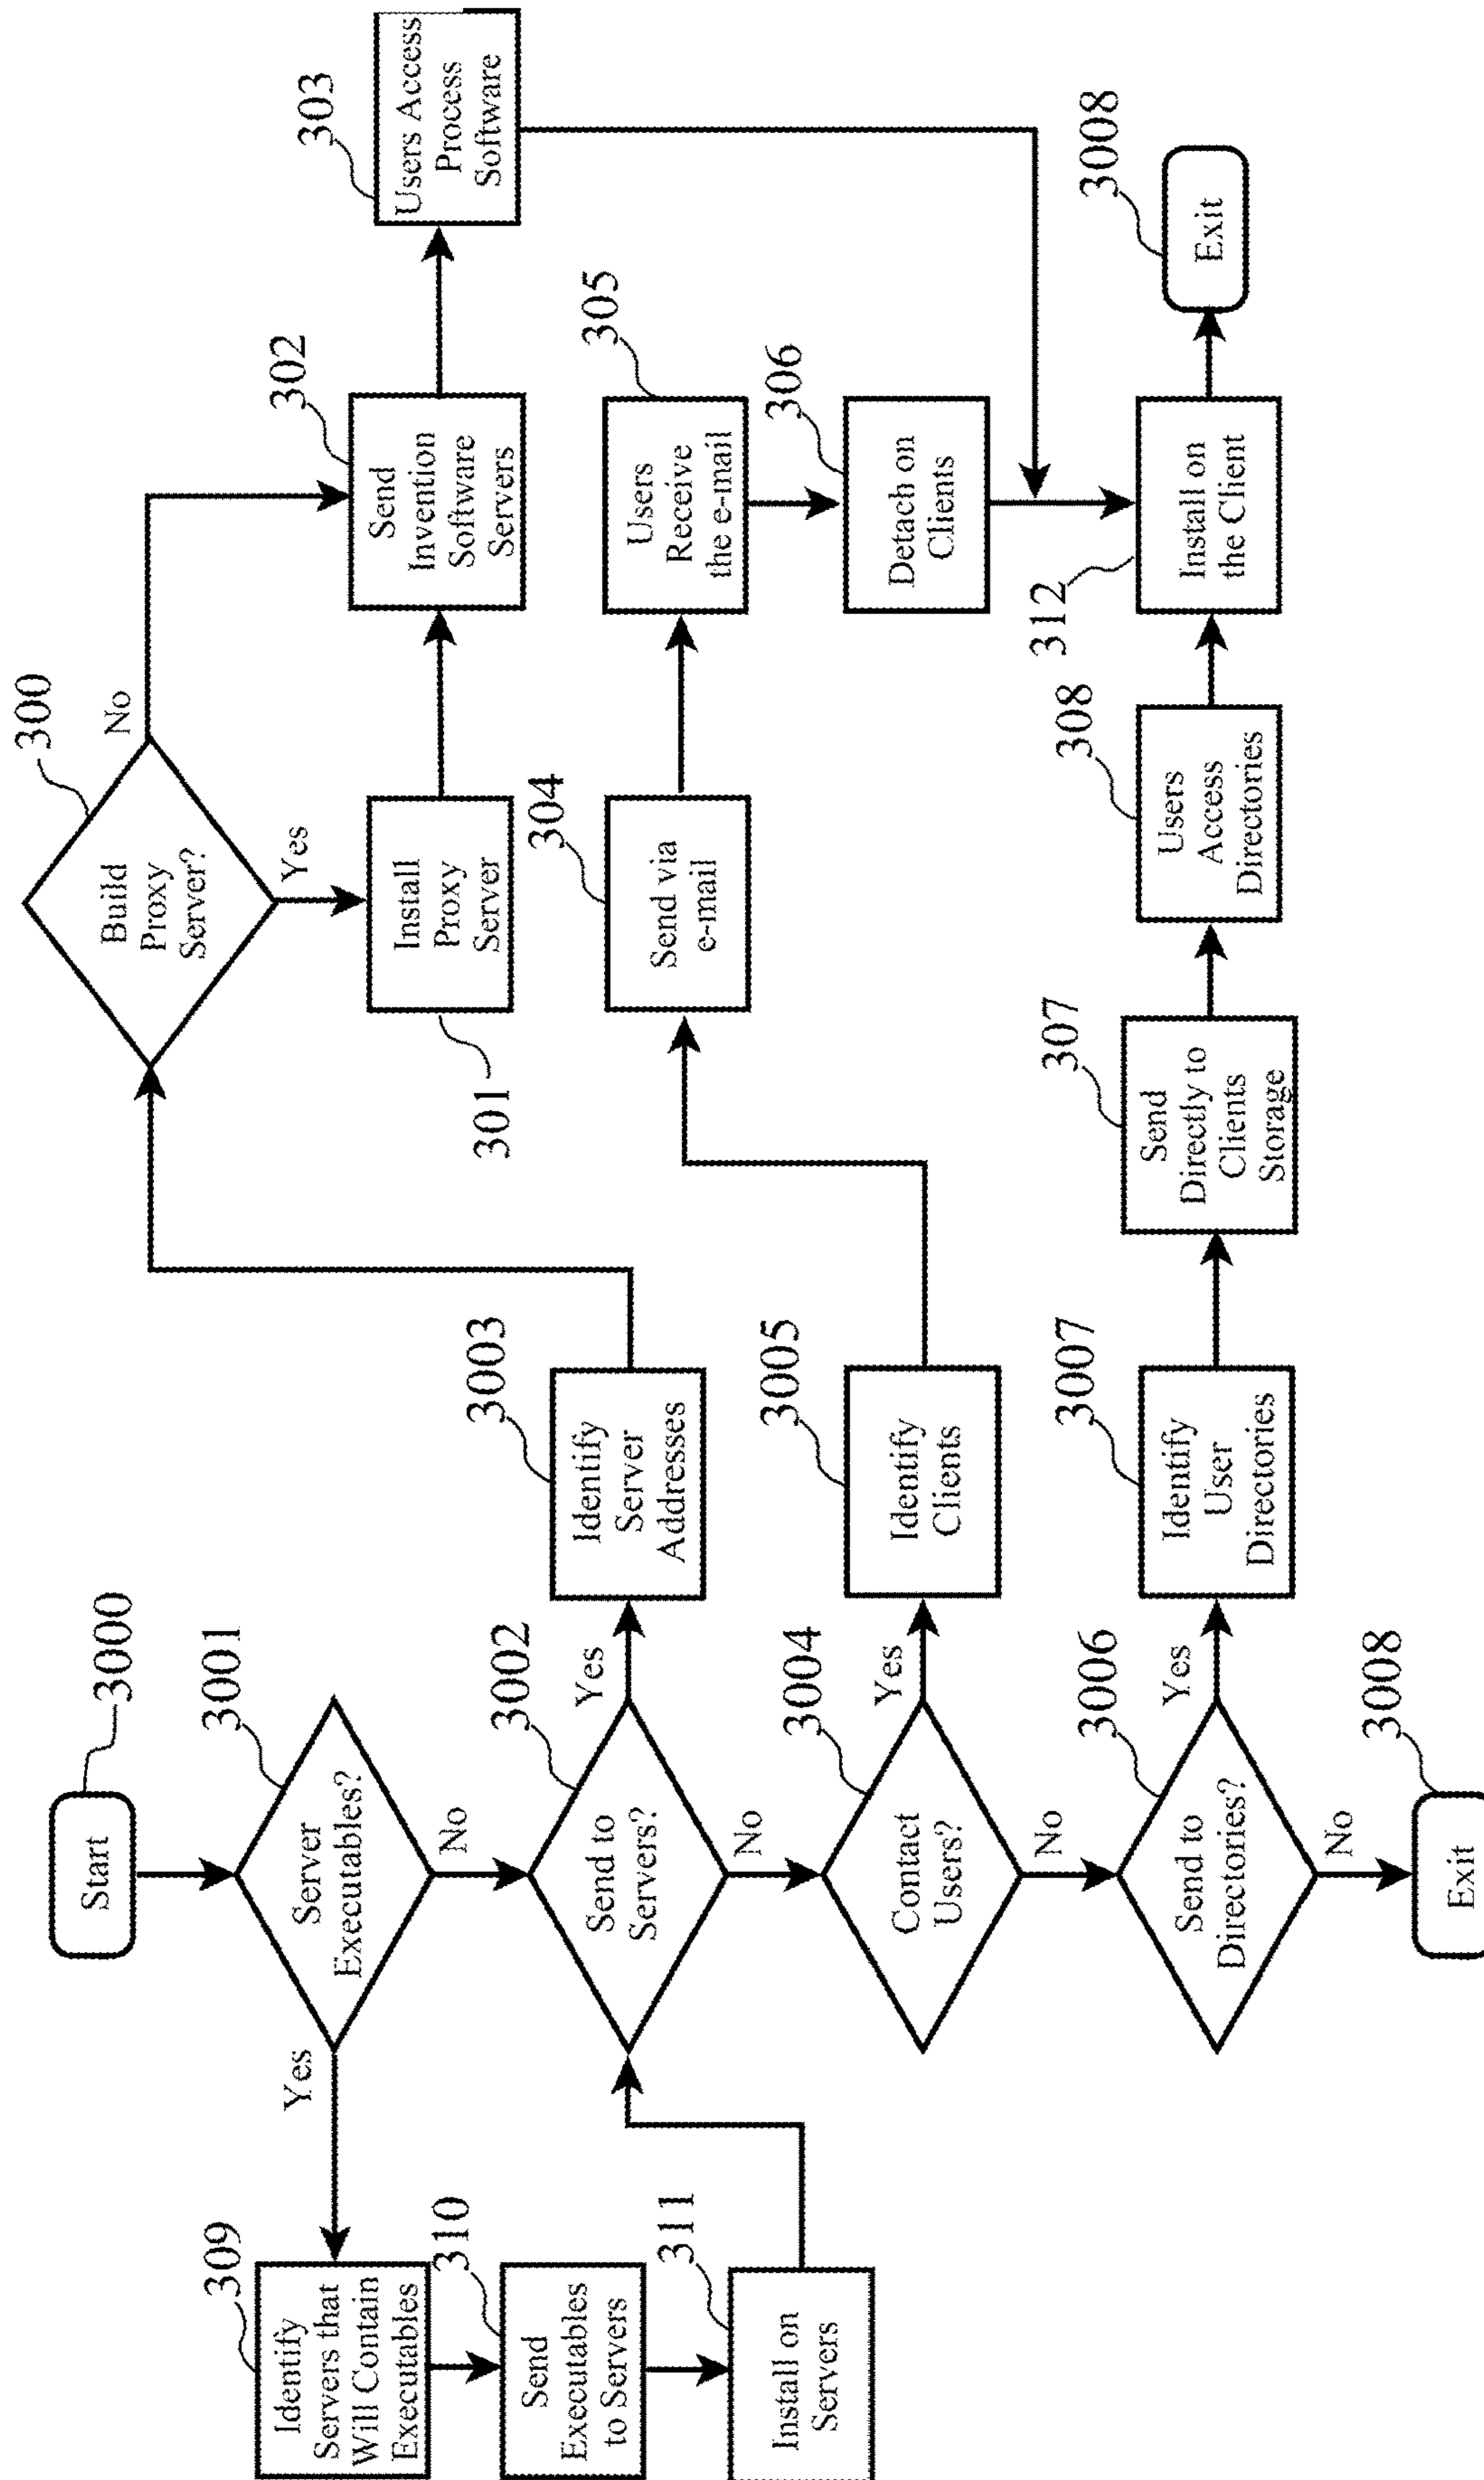 3000
Start
3001
Server
Executables?
Yes
No
309
Identify
Servers that
Will Contain
Executables
310
Send
Executables
to Servers
311
Install on
Servers
3002
Send to
Servers?
Yes
No
3003
Identify
Server
Addresses
300
Build
Proxy
Server?
No
Yes
301
Install
Proxy
Server
302
Send
Invention
Software
Servers
303
Users Access
Process
Software
3004
Contact
Users?
Yes
No
3005
Identify
Clients
304
Send via
e-mail
305
Users
Receive
the e-mail
306
Detach on
Clients
3006
Send to
Directories?
Yes
No
3007
Identify
User
Directories
307
Send
Directly to
Clients
Storage
308
Users
Access
Directories
312
Install on
the Client
3008
Exit
3008
Exit